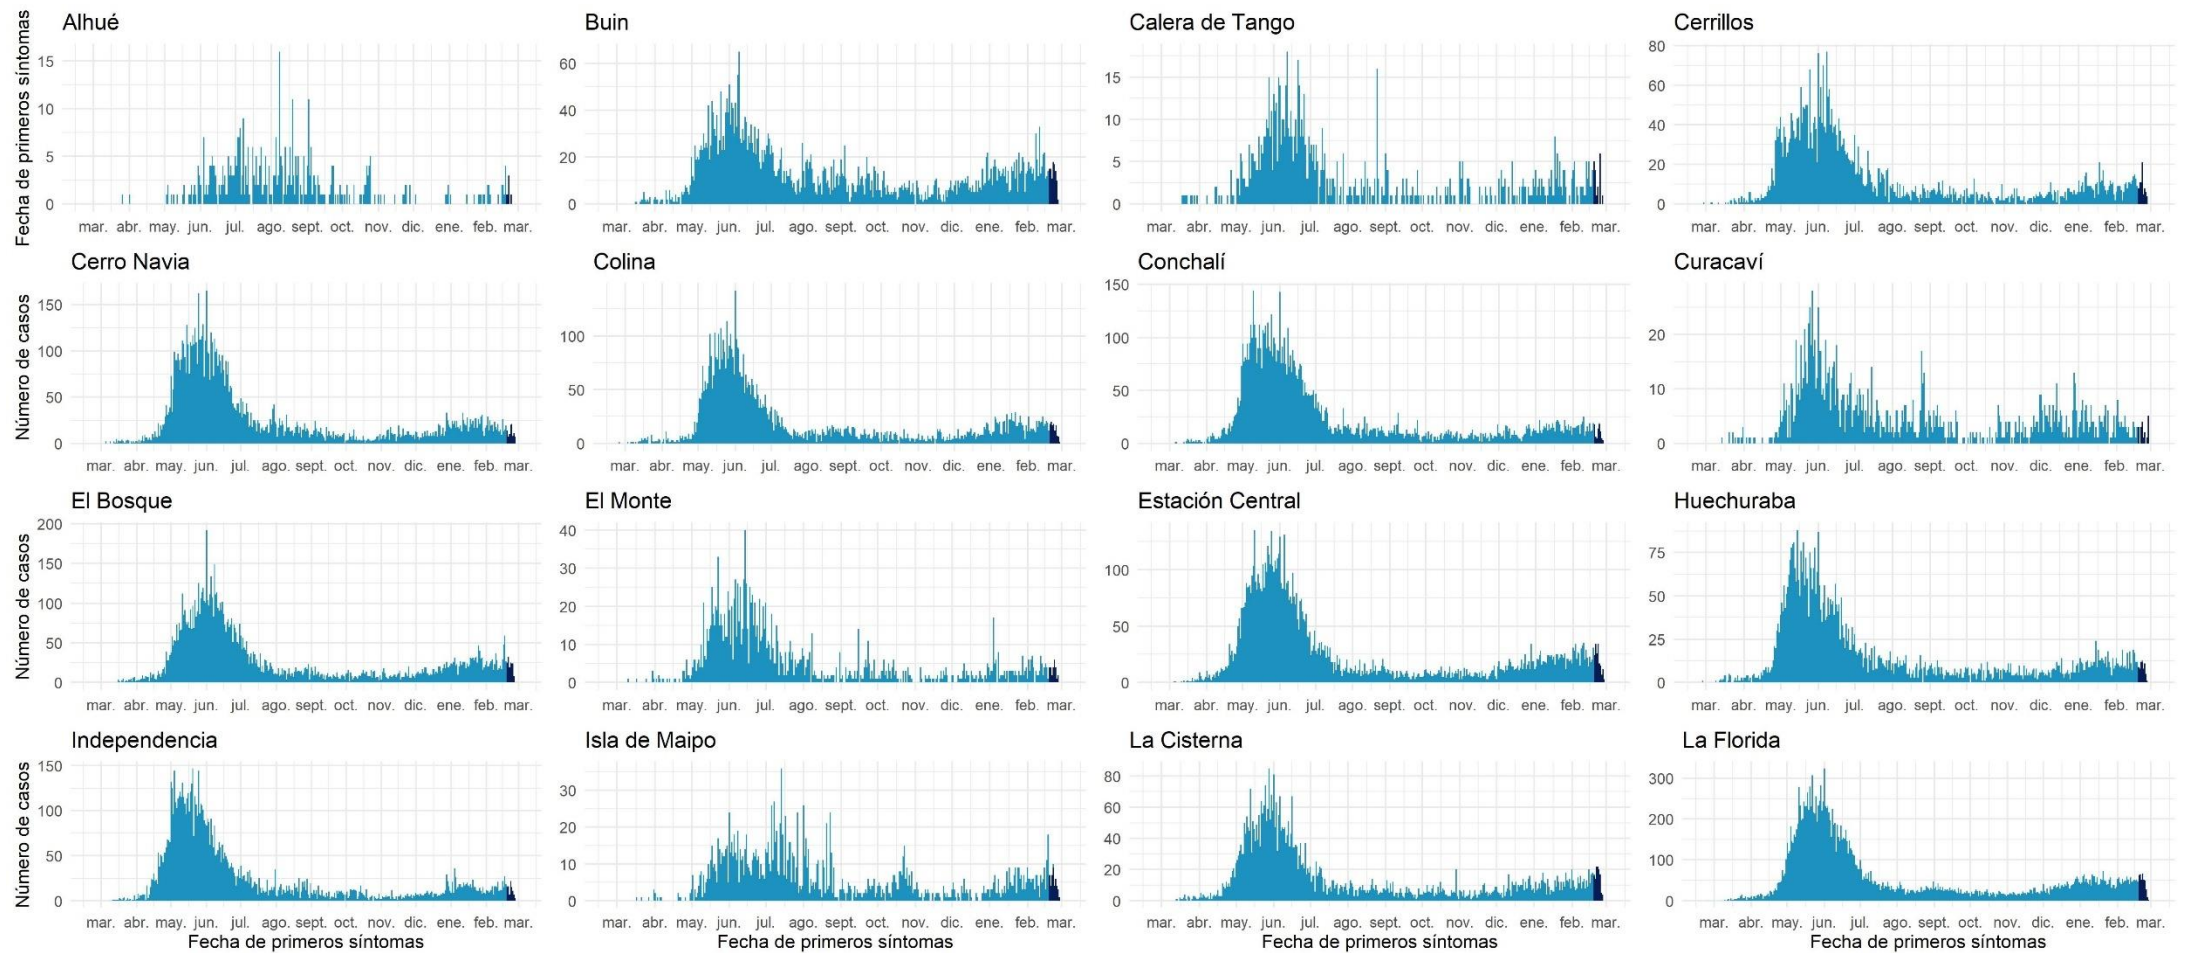 Alhué
Buin
Calera de Tango
Cerrillos
Fecha de primeros síntomas
15
10
5
0
mar. abr. may. jun. jul. ago. sept. oct. nov. dic. ene. feb. mar.
60
40
20
0
mar. abr. may. jun. jul. ago. sept. oct. nov. dic. ene. feb. mar.
15
10
5
0
mar. abr. may. jun. jul. ago. sept. oct. nov. dic. ene. feb. mar.
80
60
40
20
0
mar. abr. may. jun. jul. ago. sept. oct. nov. dic. ene. feb. mar.
Cerro Navia
Colina
Conchalí
Curacaví
Número de casos
150
100
50
0
mar. abr. may. jun. jul. ago. sept. oct. nov. dic. ene. feb. mar.
100
50
0
mar. abr. may. jun. jul. ago. sept. oct. nov. dic. ene. feb. mar.
150
100
50
0
mar. abr. may. jun. jul. ago. sept. oct. nov. dic. ene. feb. mar.
20
10
0
mar. abr. may. jun. jul. ago. sept. oct. nov. dic. ene. feb. mar.
El Bosque
El Monte
Estación Central
Huechuraba
Número de casos
200
150
100
50
0
mar. abr. may. jun. jul. ago. sept. oct. nov. dic. ene. feb. mar.
40
30
20
10
0
mar. abr. may. jun. jul. ago. sept. oct. nov. dic. ene. feb. mar.
100
50
0
mar. abr. may. jun. jul. ago. sept. oct. nov. dic. ene. feb. mar.
75
50
25
0
mar. abr. may. jun. jul. ago. sept. oct. nov. dic. ene. feb. mar.
Independencia
Isla de Maipo
La Cisterna
La Florida
Número de casos
150
100
50
0
mar. abr. may. jun. jul. ago. sept. oct. nov. dic. ene. feb. mar.
Fecha de primeros síntomas
30
20
10
0
mar. abr. may. jun. jul. ago. sept. oct. nov. dic. ene. feb. mar.
Fecha de primeros síntomas
80
60
40
20
0
mar. abr. may. jun. jul. ago. sept. oct. nov. dic. ene. feb. mar.
Fecha de primeros síntomas
300
200
100
0
mar. abr. may. jun. jul. ago. sept. oct. nov. dic. ene. feb. mar.
Fecha de primeros síntomas